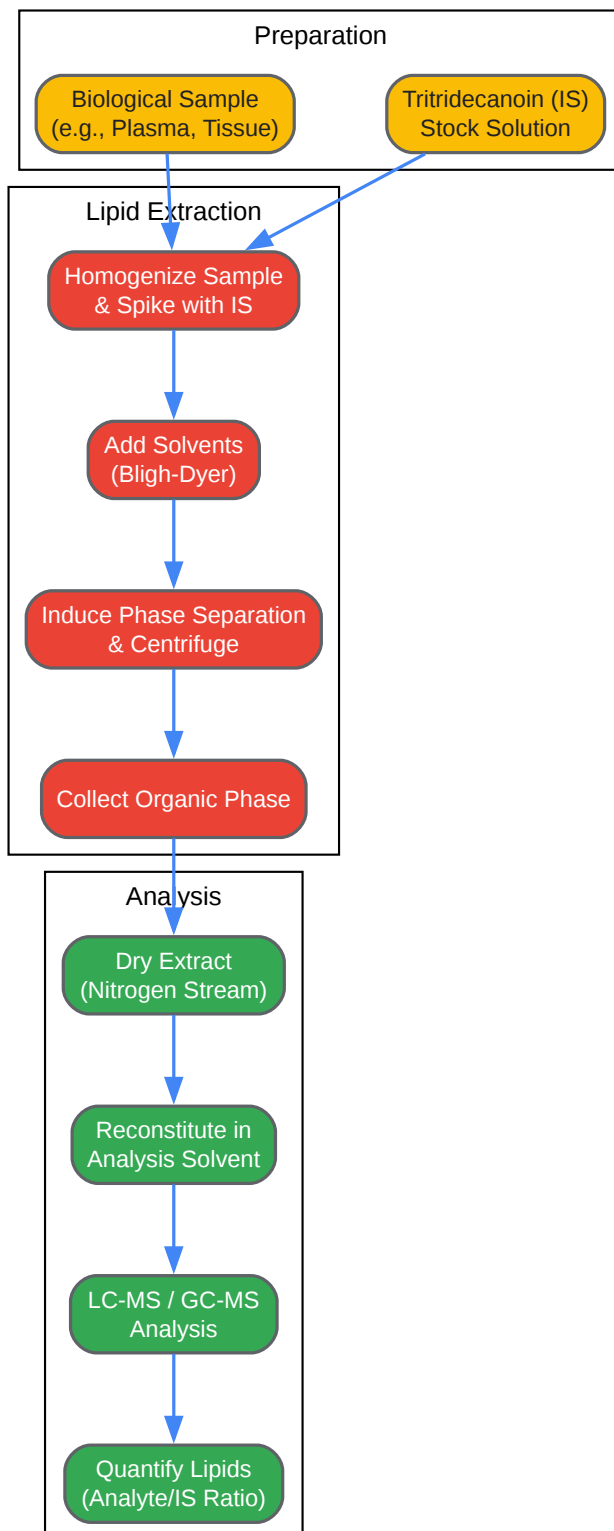 Preparation
Biological Sample
(e.g., Plasma, Tissue)
Tritridecanoin (IS)
Stock Solution
Lipid Extraction
Homogenize Sample
& Spike with IS
Add Solvents
(Bligh-Dyer)
Induce Phase Separation
& Centrifuge
Collect Organic Phase
Analysis
Dry Extract
(Nitrogen Stream)
Reconstitute in
Analysis Solvent
LC-MS / GC-MS
Analysis
Quantify Lipids
(Analyte/IS Ratio)